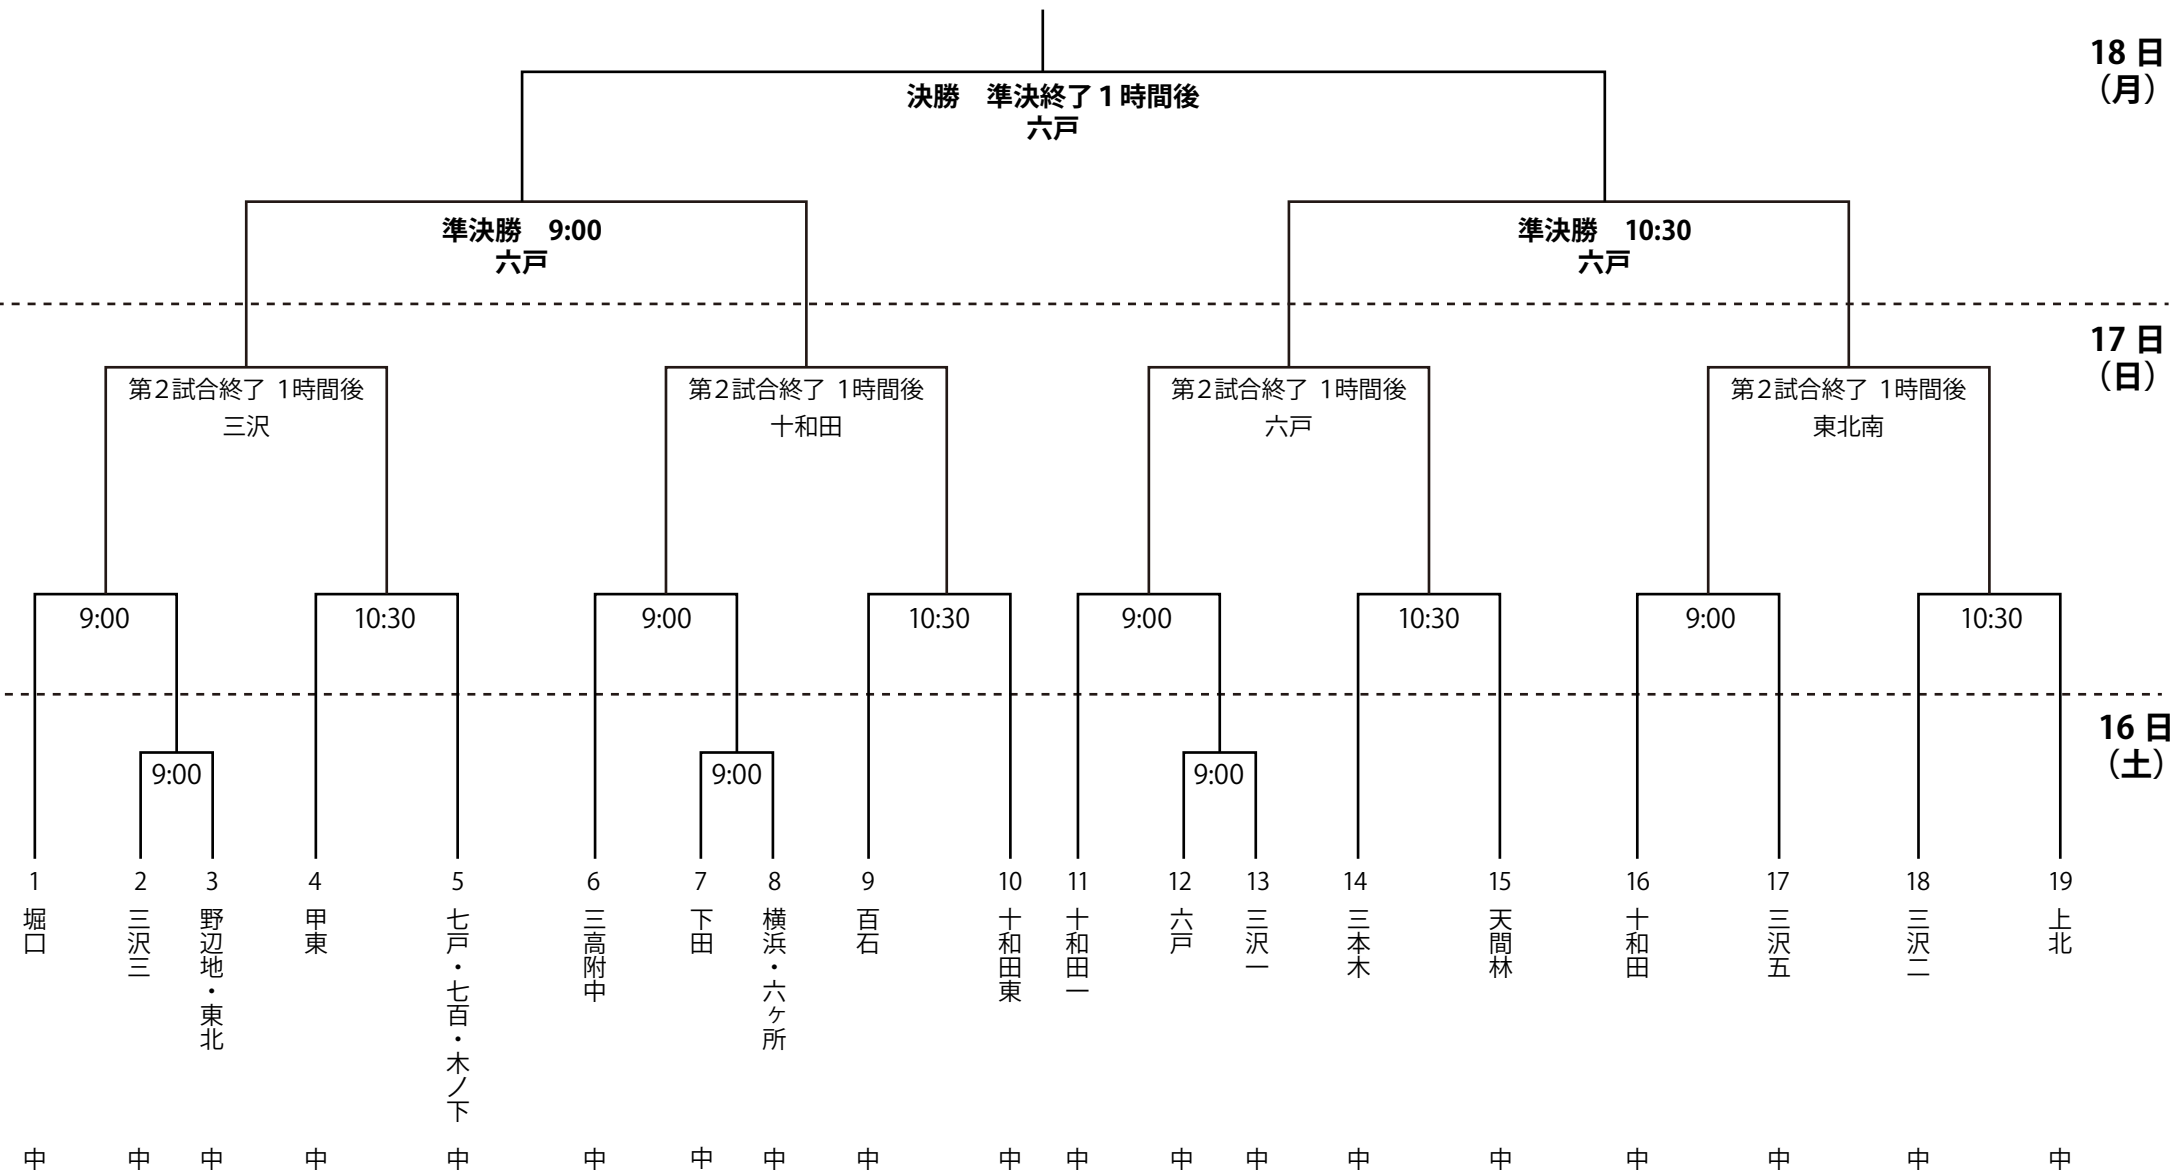 18 日
（月）
決勝　準決終了１時間後
六戸
準決勝　9:00
六戸
準決勝　10:30
六戸
17 日
（日）
第２試合終了 1時間後
三沢
第２試合終了 1時間後
十和田
第２試合終了 1時間後
六戸
第２試合終了 1時間後
東北南
9:00
10:30
9:00
10:30
9:00
10:30
9:00
10:30
16 日
（土）
9:00
9:00
9:00
1 堀口 中
2 三沢三 中
3 野辺地・東北 中
4 甲東 中
5 七戸・七百・木ノ下 中
6 三高附中 中
7 下田 中
8 横浜・六ヶ所 中
9 百石 中
10 十和田東 中
11 十和田一 中
12 六戸 中
13 三沢一 中
14 三本木 中
15 天間林 中
16 十和田 中
17 三沢五 中
18 三沢二 中
19 上北 中